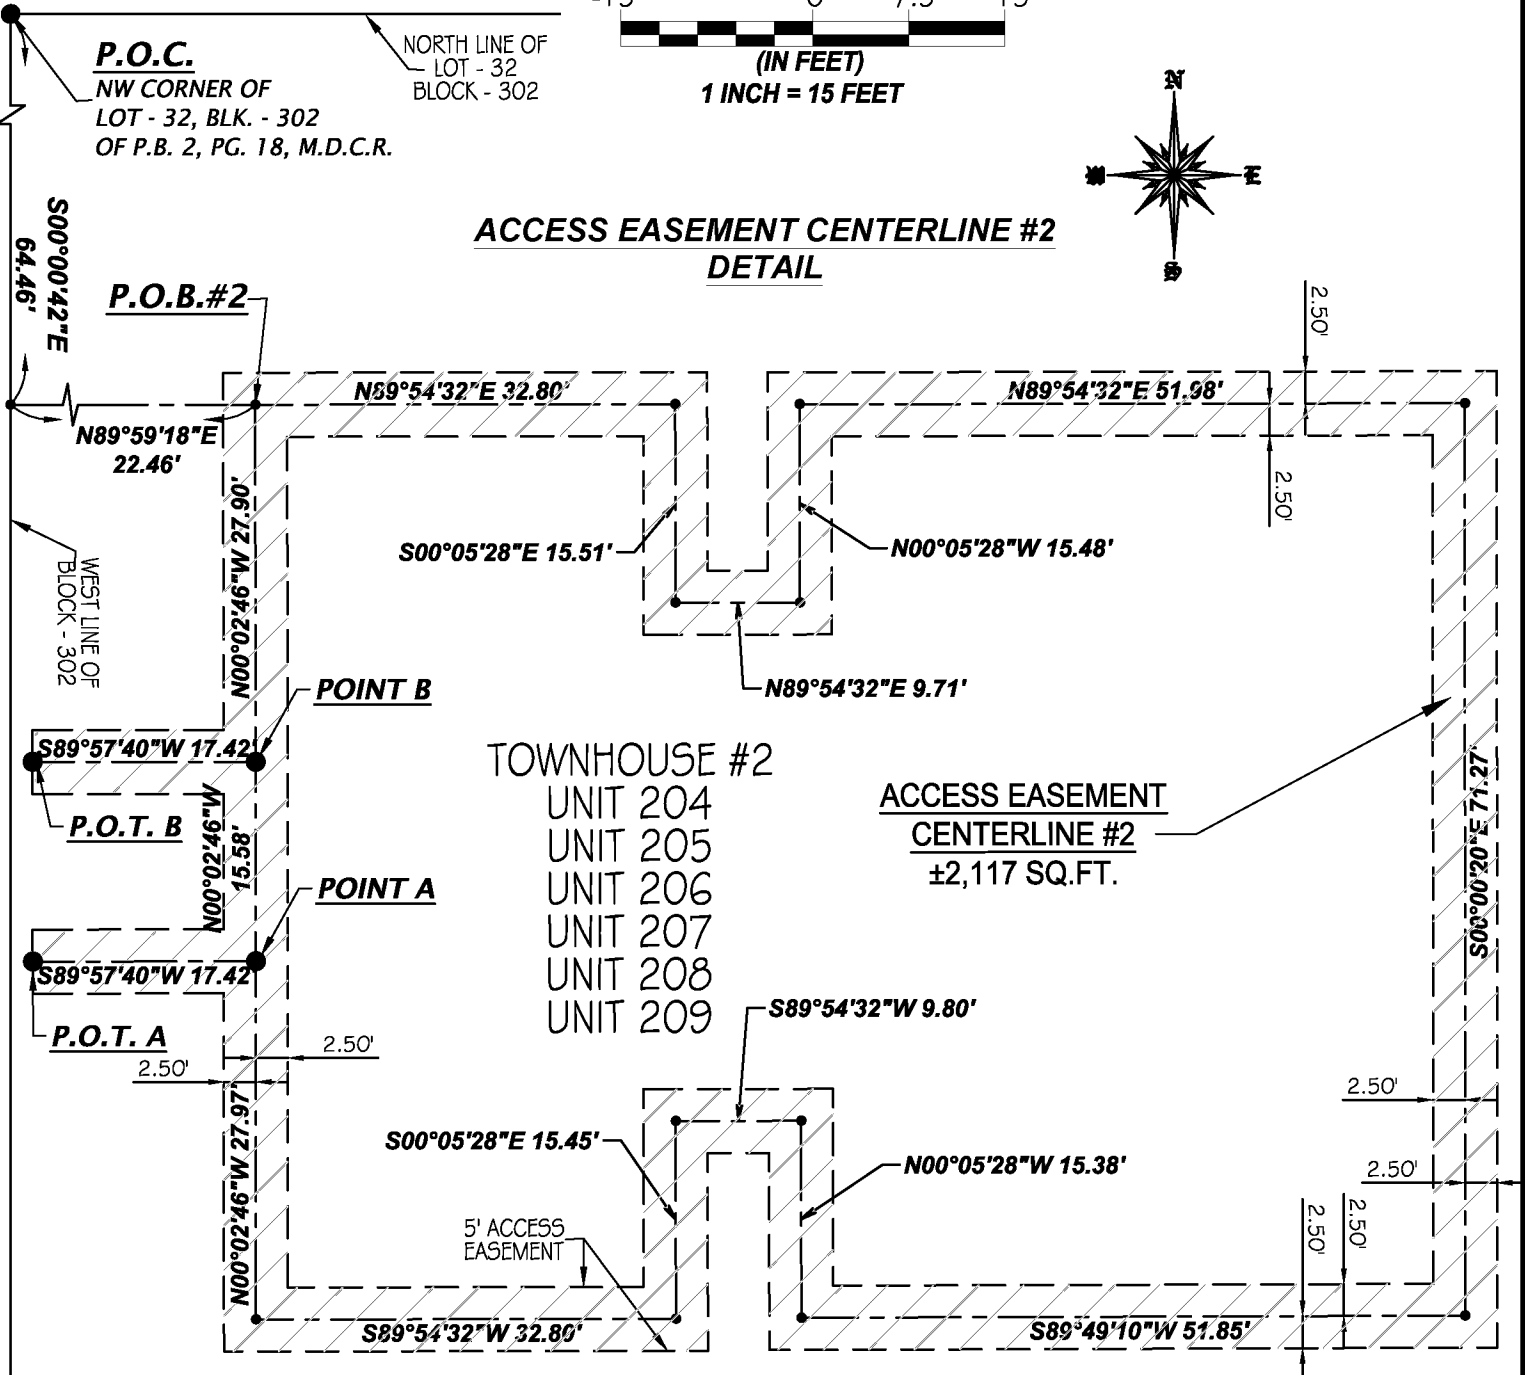 -15 0 7.5 15
(IN FEET)
1 INCH = 15 FEET
P.O.C.
NW CORNER OF
LOT - 32, BLK. - 302
OF P.B. 2, PG. 18, M.D.C.R.
NORTH LINE OF
LOT - 32
BLOCK - 302
N
W
E
S
ACCESS EASEMENT CENTERLINE #2
DETAIL
S00°00'42"E
64.46'
P.O.B.#2
2.50'
N89°54'32"E 32.80'
N89°54'32"E 51.98'
N89°59'18"E
22.46'
2.50'
N00°02'46"W 27.90'
S00°05'28"E 15.51'
N00°05'28"W 15.48'
WEST LINE OF
BLOCK - 302
N89°54'32"E 9.71'
POINT B
S89°57'40"W 17.42'
P.O.T. B
TOWNHOUSE #2
UNIT 204
UNIT 205
UNIT 206
UNIT 207
UNIT 208
UNIT 209
ACCESS EASEMENT
CENTERLINE #2
±2,117 SQ.FT.
S00°00'20"E 71.27'
N00°02'46"W
15.58'
POINT A
S89°57'40"W 17.42'
P.O.T. A
S89°54'32"W 9.80'
2.50'
2.50'
2.50'
N00°02'46"W 27.97'
S00°05'28"E 15.45'
N00°05'28"W 15.38'
2.50'
5' ACCESS
EASEMENT
2.50'
2.50'
S89°54'32"W 32.80'
S89°49'10"W 51.85'